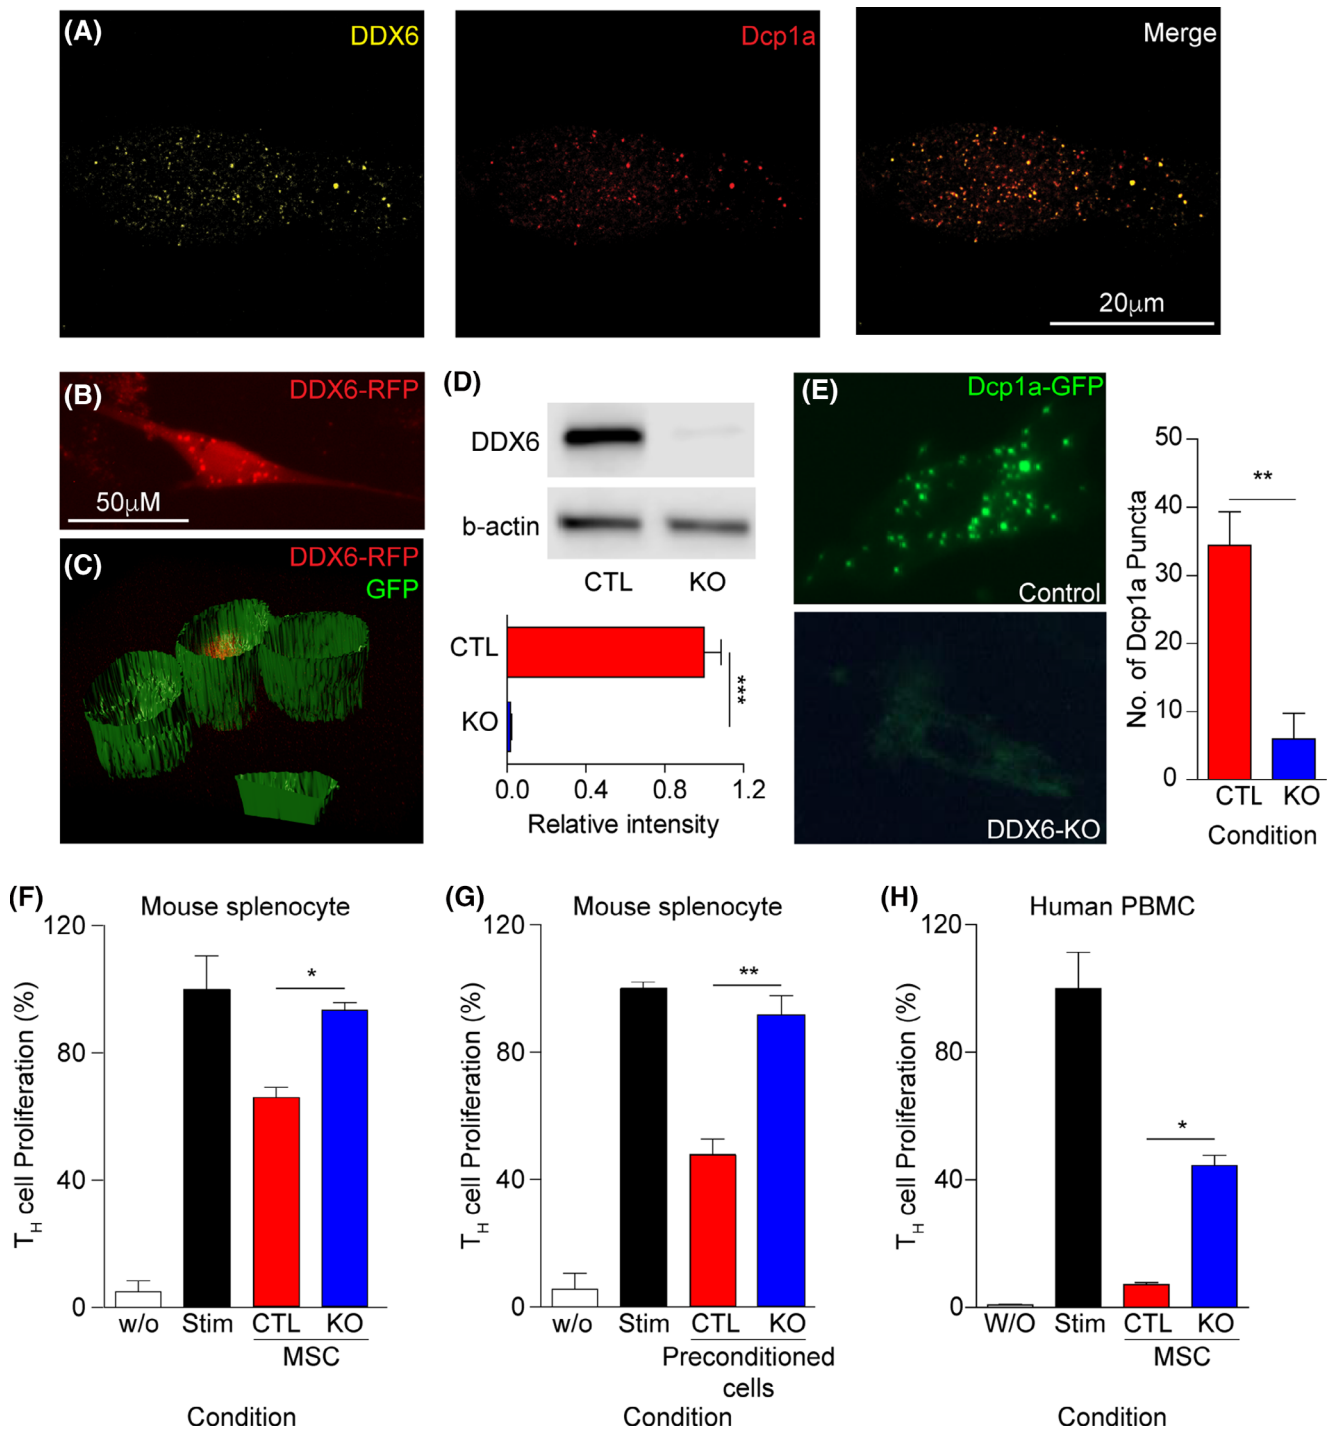 (A)
DDX6
Dcp1a
Merge
20μm
(B)
DDX6-RFP
50μM
(C)
DDX6-RFP
GFP
(D)
DDX6
b-actin
CTL KO
CTL
KO
***
0.0 0.4 0.8 1.2
Relative intensity
(E)
Dcp1a-GFP
Control
DDX6-KO
No. of Dcp1a Puncta
50
40
30
20
10
0
**
CTL KO
Condition
(F)
Mouse splenocyte
TH cell Proliferation (%)
120
80
40
0
*
w/o Stim CTL KO
MSC
Condition
(G)
Mouse splenocyte
TH cell Proliferation (%)
120
80
40
0
**
w/o Stim CTL KO
Preconditioned
cells
Condition
(H)
Human PBMC
TH cell Proliferation (%)
120
80
40
0
*
W/O Stim CTL KO
MSC
Condition